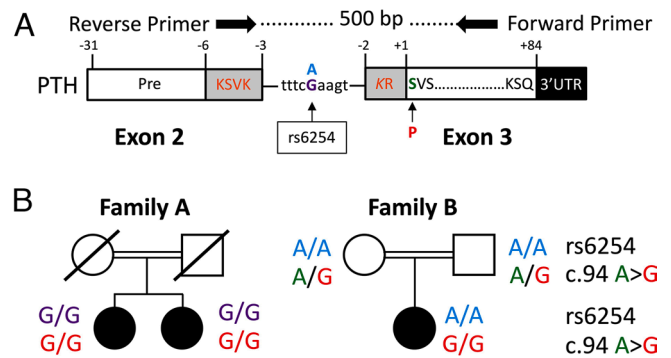 A Reverse Primer 500 bp Forward Primer
-31 -6 -3 -2 +1 +84
A
PTH Pre KSVK tttcGaagt KR SVS......................KSQ 3'UTR
Exon 2 rs6254 P Exon 3
B Family A Family B
A/A A/A rs6254
A/G A/G c.94 A>G
G/G G/G A/A rs6254
G/G G/G G/G c.94 A>G